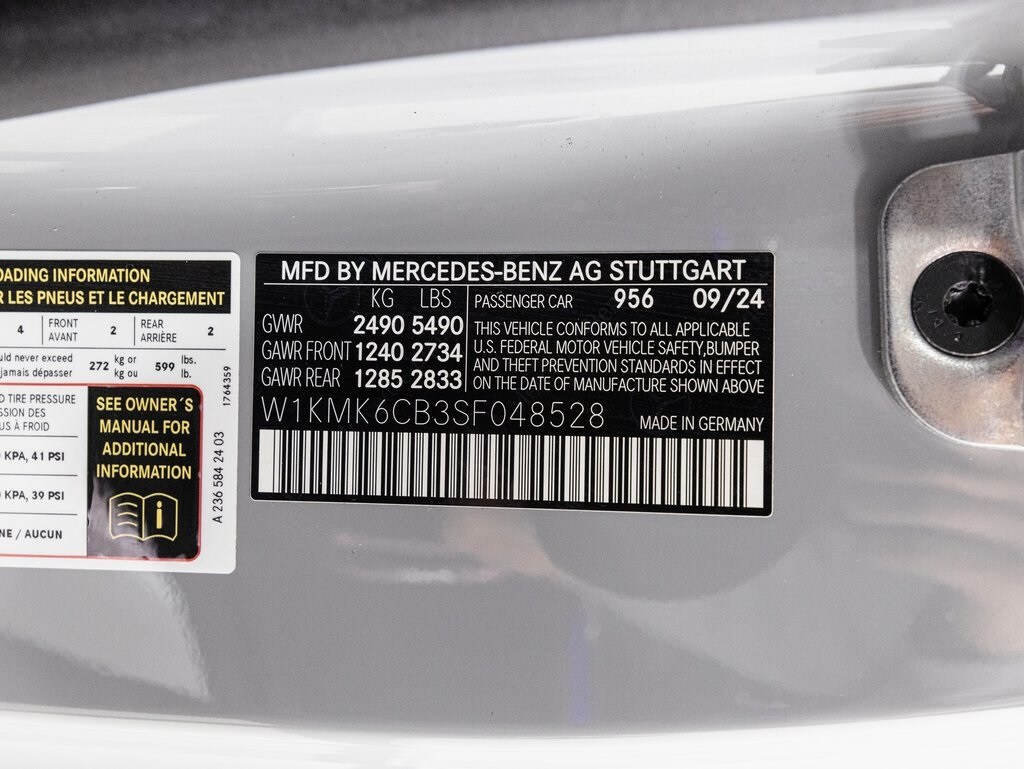 OADING INFORMATION
R LES PNEUS ET LE CHARGEMENT
4 FRONT AVANT 2 REAR ARRIÈRE 2
uld never exceed
jamais dépasser
272 kg or kg ou 599 lbs. lb.
D TIRE PRESSURE
SSION DES
US À FROID
KPA, 41 PSI
KPA, 39 PSI
NE / AUCUN
SEE OWNER´S
MANUAL FOR
ADDITIONAL
INFORMATION
i
1764359
A 236 584 24 03
MFD BY MERCEDES-BENZ AG STUTTGART
KG LBS
GVWR 2490 5490
GAWR FRONT 1240 2734
GAWR REAR 1285 2833
PASSENGER CAR 956 09/24
THIS VEHICLE CONFORMS TO ALL APPLICABLE
U.S. FEDERAL MOTOR VEHICLE SAFETY,BUMPER
AND THEFT PREVENTION STANDARDS IN EFFECT
ON THE DATE OF MANUFACTURE SHOWN ABOVE
W1KMK6CB3SF048528 MADE IN GERMANY